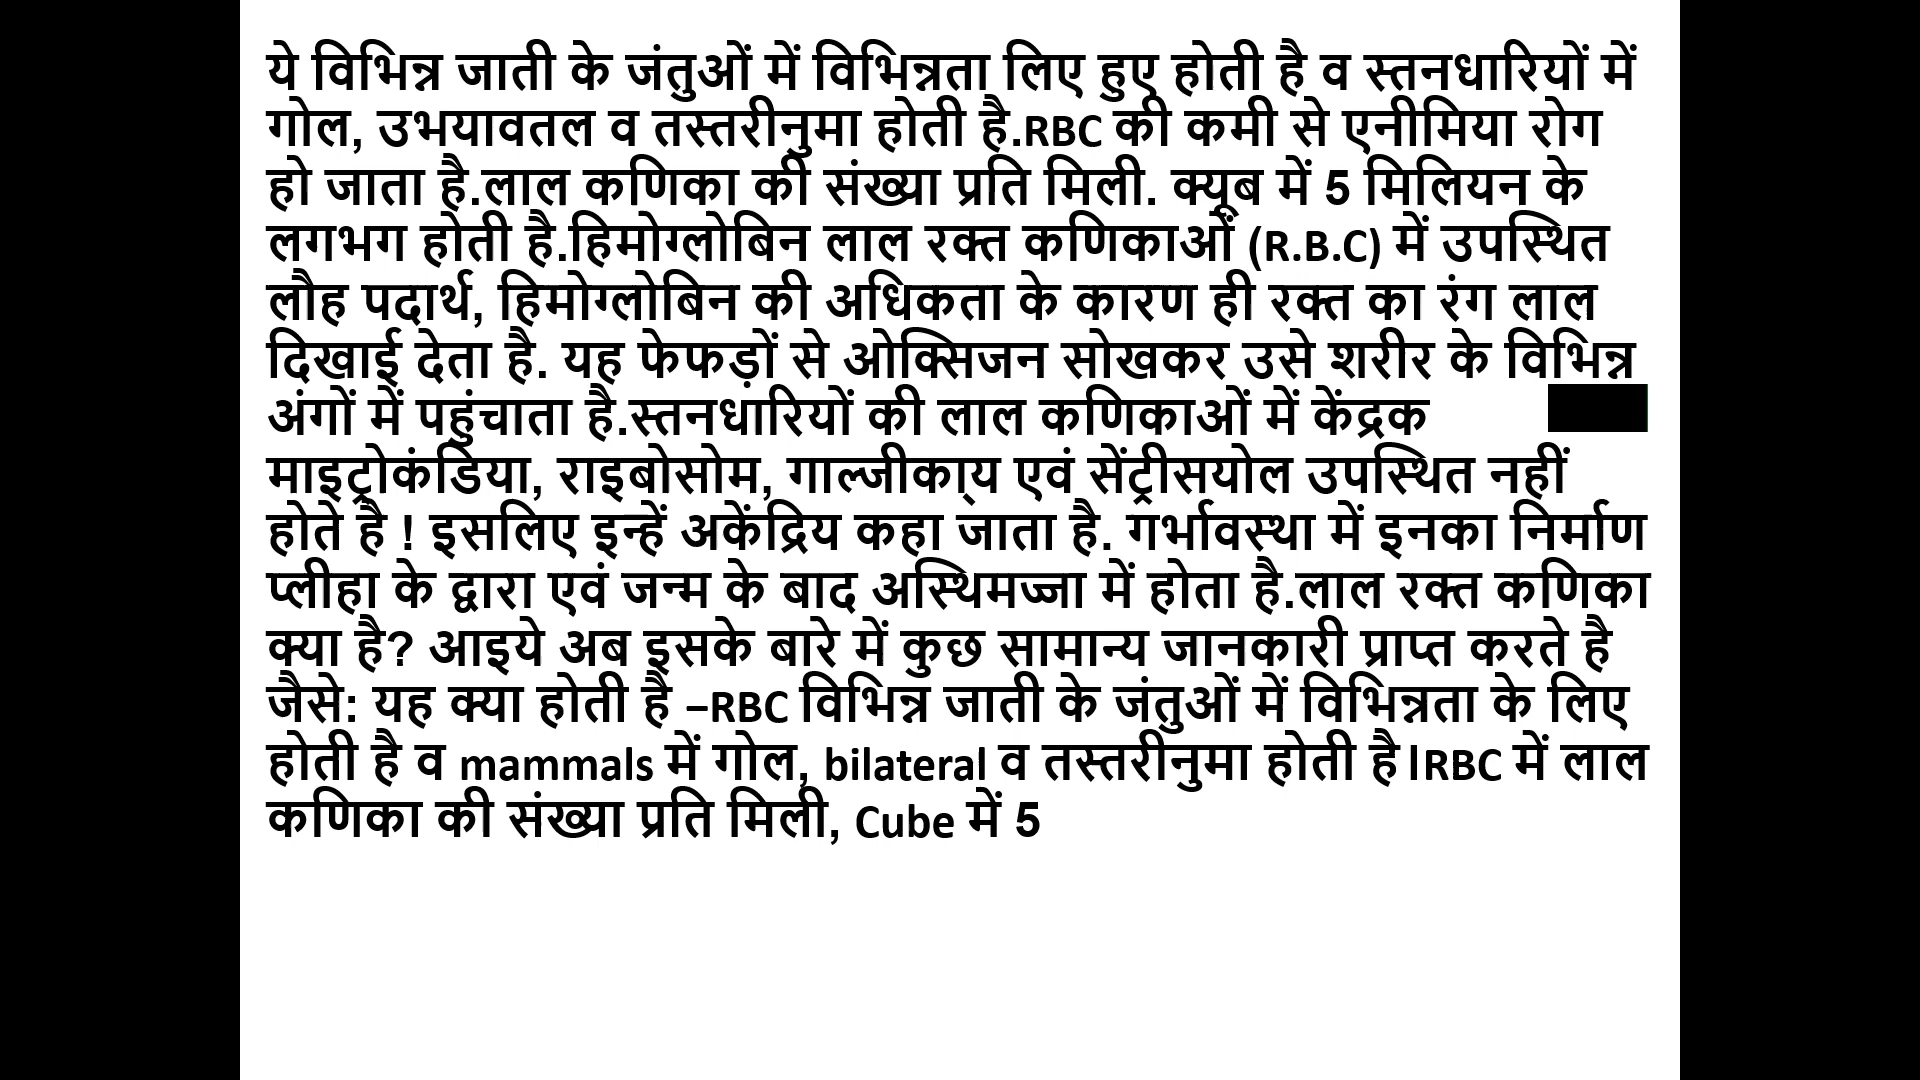 ये विभिन्न जाती के जंतुओं में विभिन्नता लिए हुए होती है व स्तनधारियों में
गोल, उभयावतल व तस्तरीनुमा होती है.RBC की कमी से एनीमिया रोग
हो जाता है.लाल कणिका की संख्या प्रति मिली. क्यूब में 5 मिलियन के
लगभग होती है.हिमोग्लोबिन लाल रक्त कणिकाओं (R.B.C) में उपस्थित
लौह पदार्थ, हिमोग्लोबिन की अधिकता के कारण ही रक्त का रंग लाल
दिखाई देता है. यह फेफड़ों से ओक्सिजन सोखकर उसे शरीर के विभिन्न
अंगों में पहुंचाता है.स्तनधारियों की लाल कणिकाओं में केंद्रक
माइट्रोकंडिया, राइबोसोम, गाल्जीका्य एवं सेंट्रीसयोल उपस्थित नहीं
होते है ! इसलिए इन्हें अकेंद्रिय कहा जाता है. गर्भावस्था में इनका निर्माण
प्लीहा के द्वारा एवं जन्म के बाद अस्थिमज्जा में होता है.लाल रक्त कणिका
क्या है? आइये अब इसके बारे में कुछ सामान्य जानकारी प्राप्त करते है
जैसे: यह क्या होती है –RBC विभिन्न जाती के जंतुओं में विभिन्नता के लिए
होती है व mammals में गोल, bilateral व तस्तरीनुमा होती है।RBC में लाल
कणिका की संख्या प्रति मिली, Cube में 5